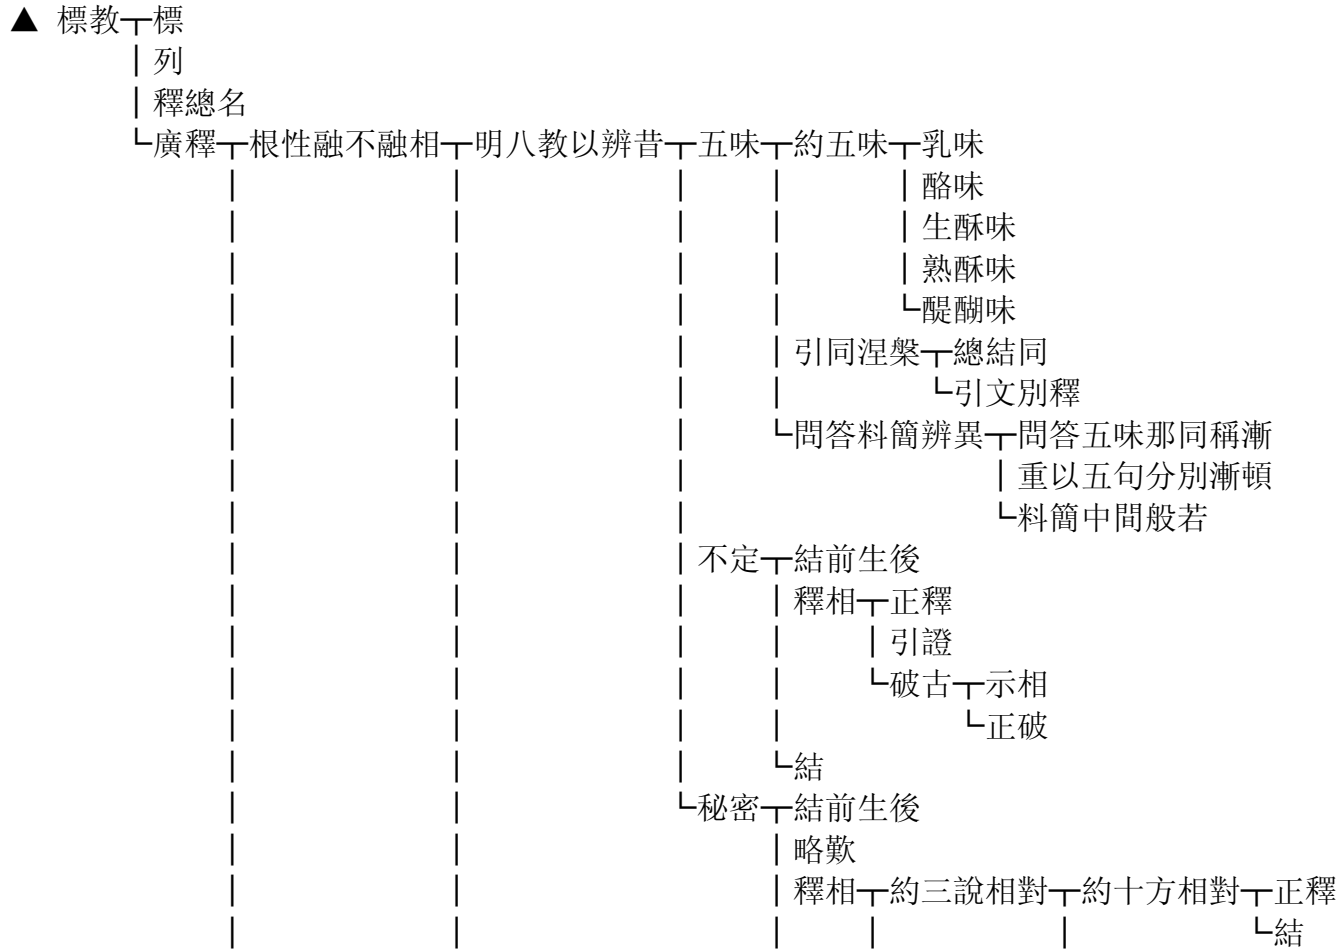 ▲ 標教┬標
｜列
｜釋總名
└廣釋┬根性融不融相┬明八教以辨昔┬五味┬約五味┬乳味
｜ ｜ ｜ ｜ ｜酪味
｜ ｜ ｜ ｜ ｜生酥味
｜ ｜ ｜ ｜ ｜熟酥味
｜ ｜ ｜ ｜ └醍醐味
｜ ｜ ｜ ｜引同涅槃┬總結同
｜ ｜ ｜ ｜ └引文別釋
｜ ｜ ｜ └問答料簡辨異┬問答五味那同稱漸
｜ ｜ ｜ ｜重以五句分別漸頓
｜ ｜ ｜ └料簡中間般若
｜ ｜ ｜不定┬結前生後
｜ ｜ ｜ ｜釋相┬正釋
｜ ｜ ｜ ｜ ｜引證
｜ ｜ ｜ ｜ └破古┬示相
｜ ｜ ｜ ｜ └正破
｜ ｜ ｜ └結
｜ ｜ └秘密┬結前生後
｜ ｜ ｜略歎
｜ ｜ ｜釋相┬約三說相對┬約十方相對┬正釋
｜ ｜ ｜ ｜ ｜ └結